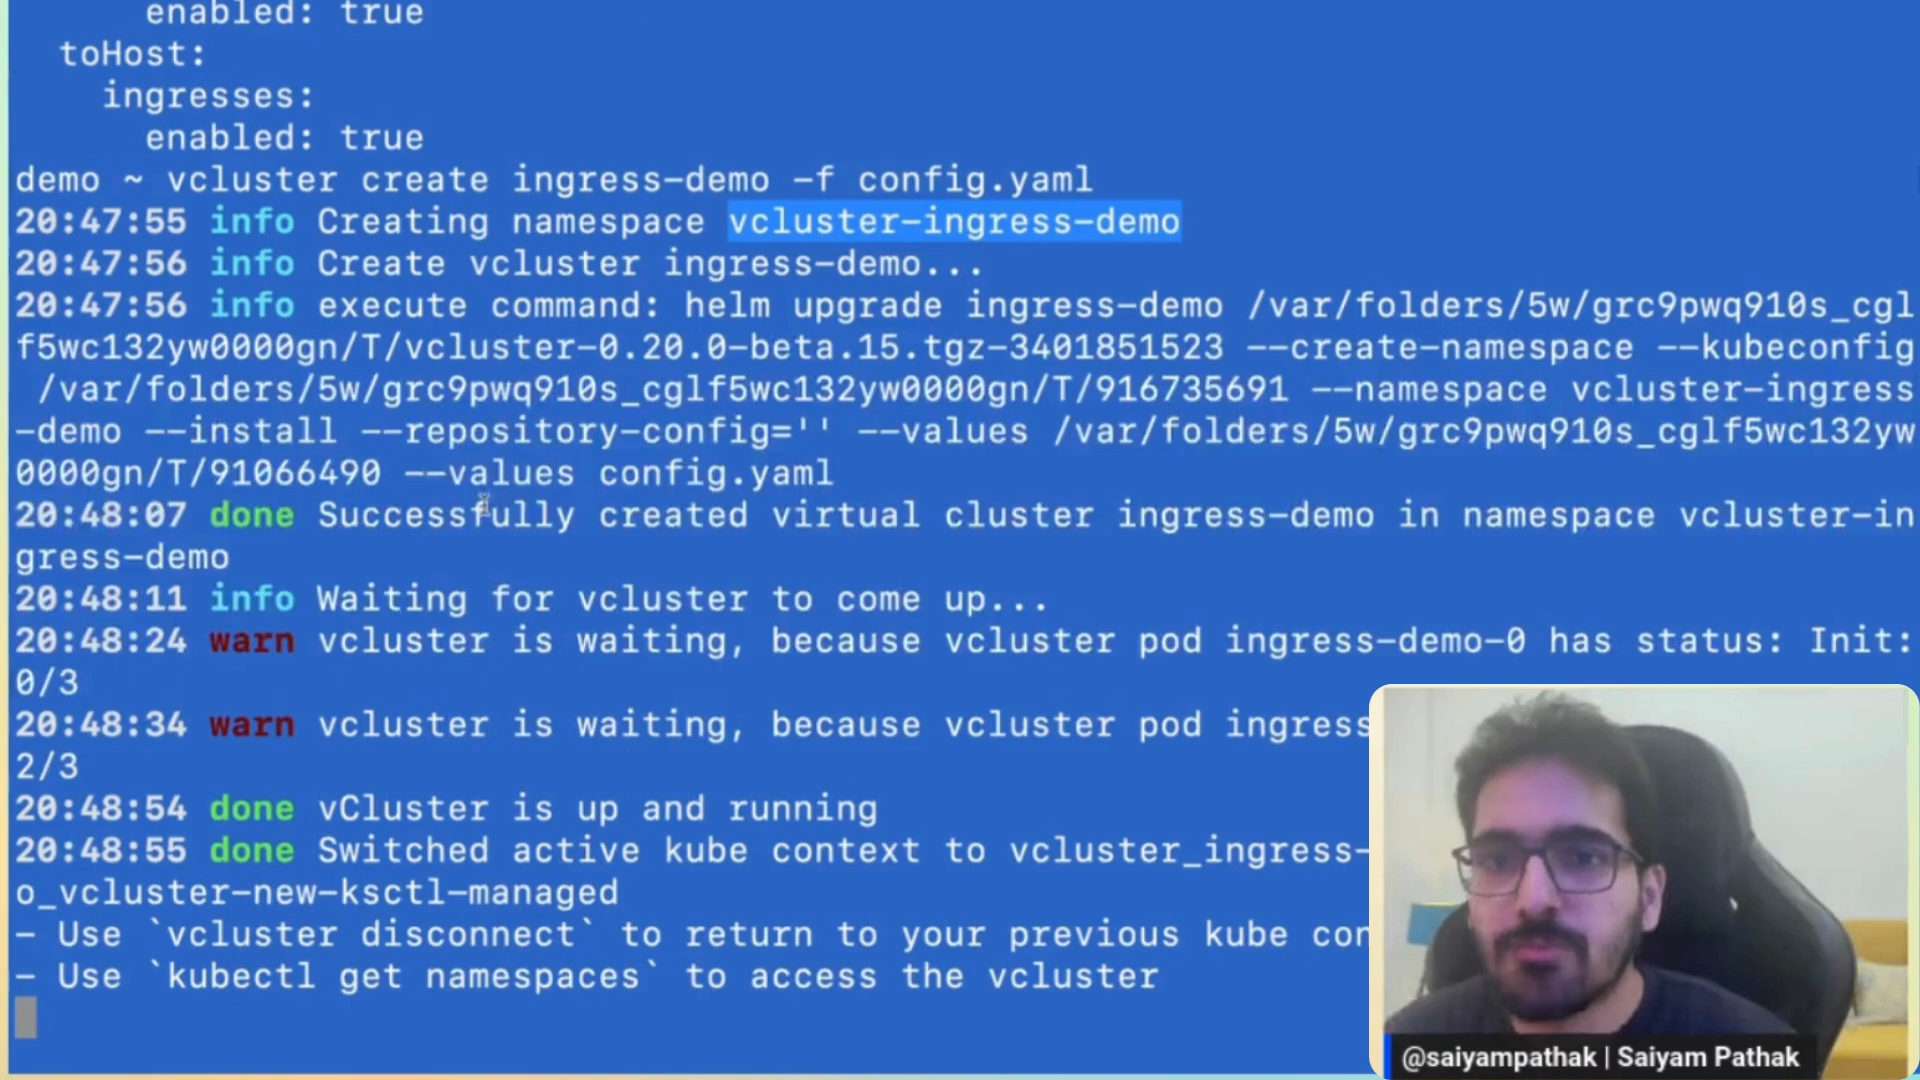 enabled: true
toHost:
ingresses:
enabled: true
demo ~ vcluster create ingress-demo -f config.yaml
20:47:55 info Creating namespace vcluster-ingress-demo
20:47:56 info Create vcluster ingress-demo...
20:47:56 info execute command: helm upgrade ingress-demo /var/folders/5w/grc9pwq910s_cgl
f5wc132yw0000gn/T/vcluster-0.20.0-beta.15.tgz-3401851523 --create-namespace --kubeconfig
/var/folders/5w/grc9pwq910s_cglf5wc132yw0000gn/T/916735691 --namespace vcluster-ingress
-demo --install --repository-config='' --values /var/folders/5w/grc9pwq910s_cglf5wc132yw
0000gn/T/91066490 --values config.yaml
20:48:07 done Successfully created virtual cluster ingress-demo in namespace vcluster-in
gress-demo
20:48:11 info Waiting for vcluster to come up...
20:48:24 warn vcluster is waiting, because vcluster pod ingress-demo-0 has status: Init:
0/3
20:48:34 warn vcluster is waiting, because vcluster pod ingress
2/3
20:48:54 done vCluster is up and running
20:48:55 done Switched active kube context to vcluster_ingress-
o_vcluster-new-ksctl-managed
- Use `vcluster disconnect` to return to your previous kube con
- Use `kubectl get namespaces` to access the vcluster
@saiyampathak | Saiyam Pathak